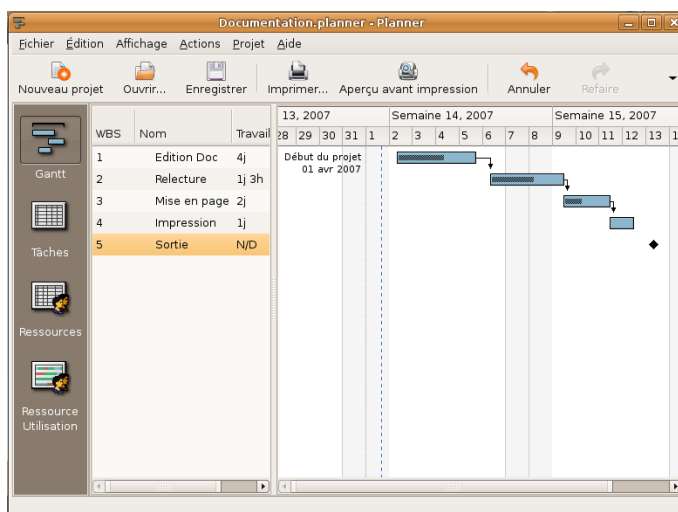 Documentation.planner - Planner
Fichier Édition Affichage Actions Projet Aide
Nouveau projet Ouvrir... Enregistrer Imprimer... Aperçu avant impression Annuler Refaire
Gantt
Tâches
Ressources
Ressource
Utilisation
WBS Nom Travail
1 Edition Doc 4j
2 Relecture 1j 3h
3 Mise en page 2j
4 Impression 1j
5 Sortie N/D
13, 2007 Semaine 14, 2007 Semaine 15, 2007
28 29 30 31 1 2 3 4 5 6 7 8 9 10 11 12 13 1
Début du projet
01 avr 2007